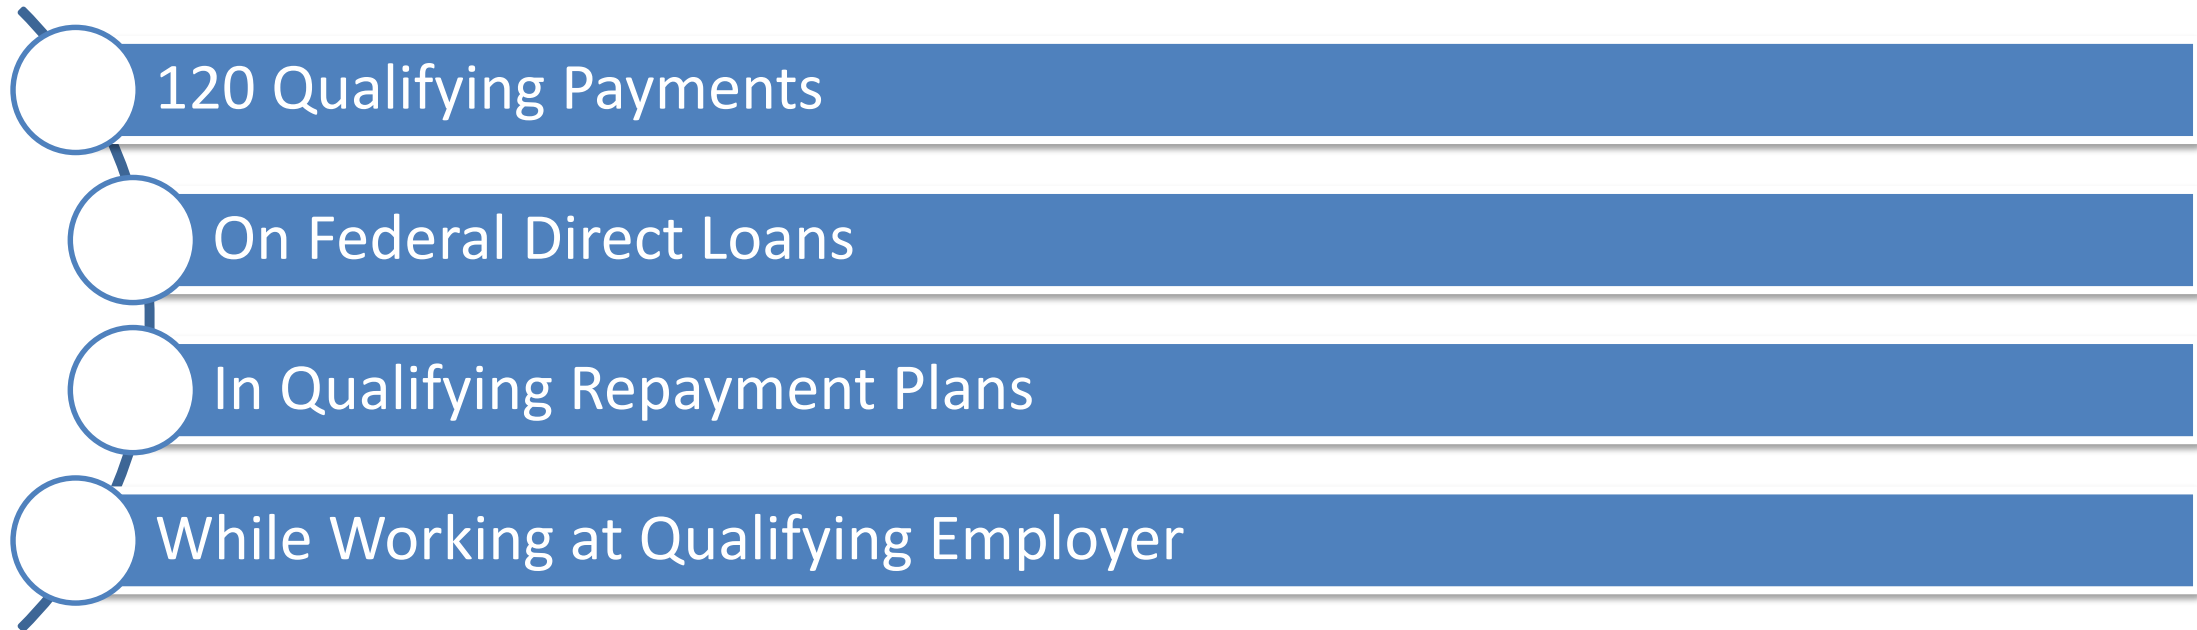 120 Qualifying Payments
On Federal Direct Loans
In Qualifying Repayment Plans
While Working at Qualifying Employer